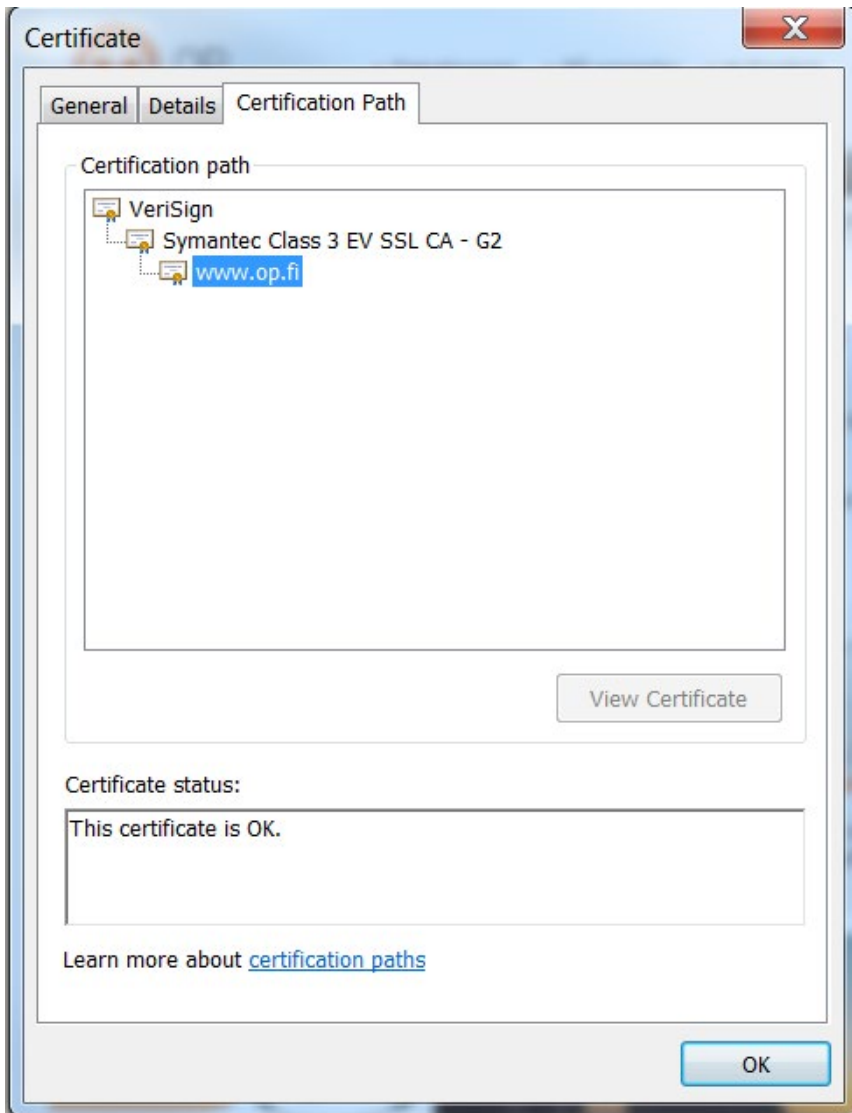 Certificate
General Details Certification Path
Certification path
VeriSign
Symantec Class 3 EV SSL CA - G2
www.op.fi
View Certificate
Certificate status:
This certificate is OK.
Learn more about certification paths
OK